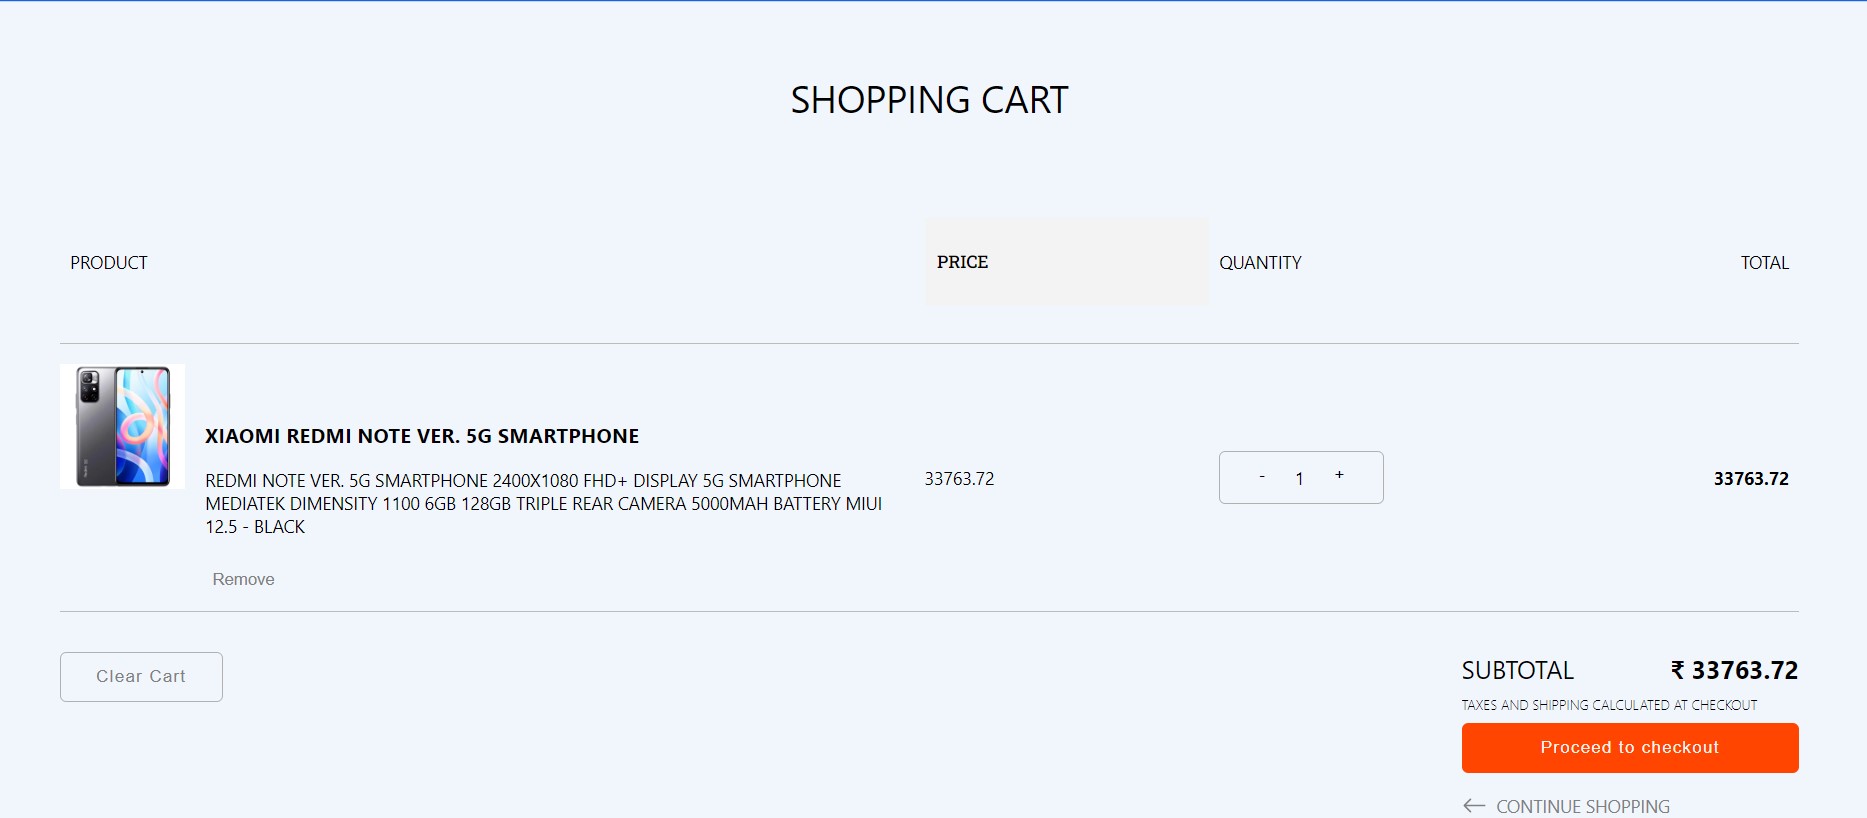 SHOPPING CART
PRODUCT PRICE QUANTITY TOTAL
XIAOMI REDMI NOTE VER. 5G SMARTPHONE
REDMI NOTE VER. 5G SMARTPHONE 2400X1080 FHD+ DISPLAY 5G SMARTPHONE
MEDIATEK DIMENSITY 1100 6GB 128GB TRIPLE REAR CAMERA 5000MAH BATTERY MIUI
12.5 - BLACK
33763.72 - 1 + 33763.72
Remove
Clear Cart
SUBTOTAL ₹ 33763.72
TAXES AND SHIPPING CALCULATED AT CHECKOUT
Proceed to checkout
← CONTINUE SHOPPING